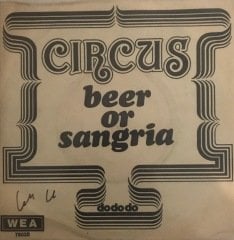 CIRCUS
beer
or
sangria
dododo
WEA